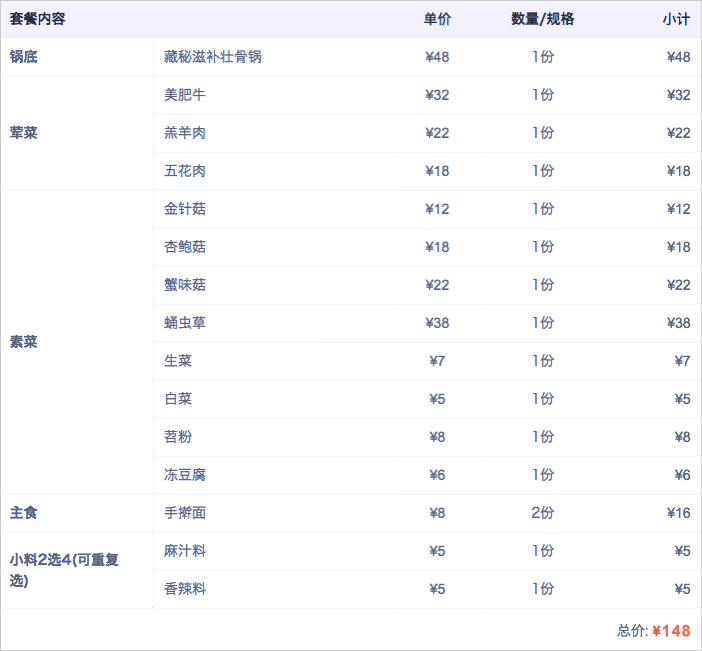 套餐内容 单价 数量/规格 小计
锅底 藏秘滋补壮骨锅 ¥48 1份 ¥48
荤菜 美肥牛 ¥32 1份 ¥32
羔羊肉 ¥22 1份 ¥22
五花肉 ¥18 1份 ¥18
素菜 金针菇 ¥12 1份 ¥12
杏鲍菇 ¥18 1份 ¥18
蟹味菇 ¥22 1份 ¥22
蛹虫草 ¥38 1份 ¥38
生菜 ¥7 1份 ¥7
白菜 ¥5 1份 ¥5
苕粉 ¥8 1份 ¥8
冻豆腐 ¥6 1份 ¥6
主食 手擀面 ¥8 2份 ¥16
小料2选4(可重复
选)
麻汁料 ¥5 1份 ¥5
香辣料 ¥5 1份 ¥5
总价: ¥148